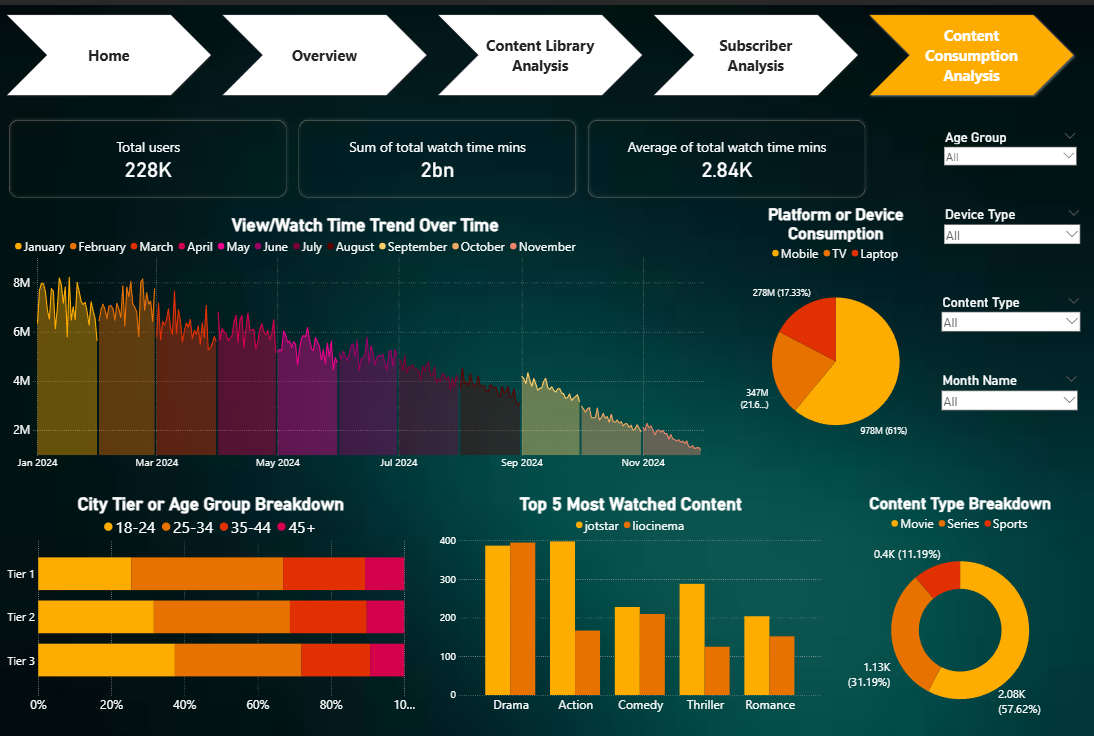 Home
Overview
Content Library
Analysis
Subscriber
Analysis
Content
Consumption
Analysis
Total users
228K
Sum of total watch time mins
2bn
Average of total watch time mins
2.84K
Age Group
All
Device Type
All
Content Type
All
Month Name
All
View/Watch Time Trend Over Time
January February March April May June July August September October November
8M
6M
4M
2M
Jan 2024 Mar 2024 May 2024 Jul 2024 Sep 2024 Nov 2024
Platform or Device
Consumption
Mobile TV Laptop
278M (17.33%)
347M
(21.6...)
978M (61%)
City Tier or Age Group Breakdown
18-24 25-34 35-44 45+
Tier 1
Tier 2
Tier 3
0% 20% 40% 60% 80% 10...
Top 5 Most Watched Content
jotstar liocinema
400
300
200
100
0
Drama Action Comedy Thriller Romance
Content Type Breakdown
Movie Series Sports
0.4K (11.19%)
1.13K
(31.19%)
2.08K
(57.62%)